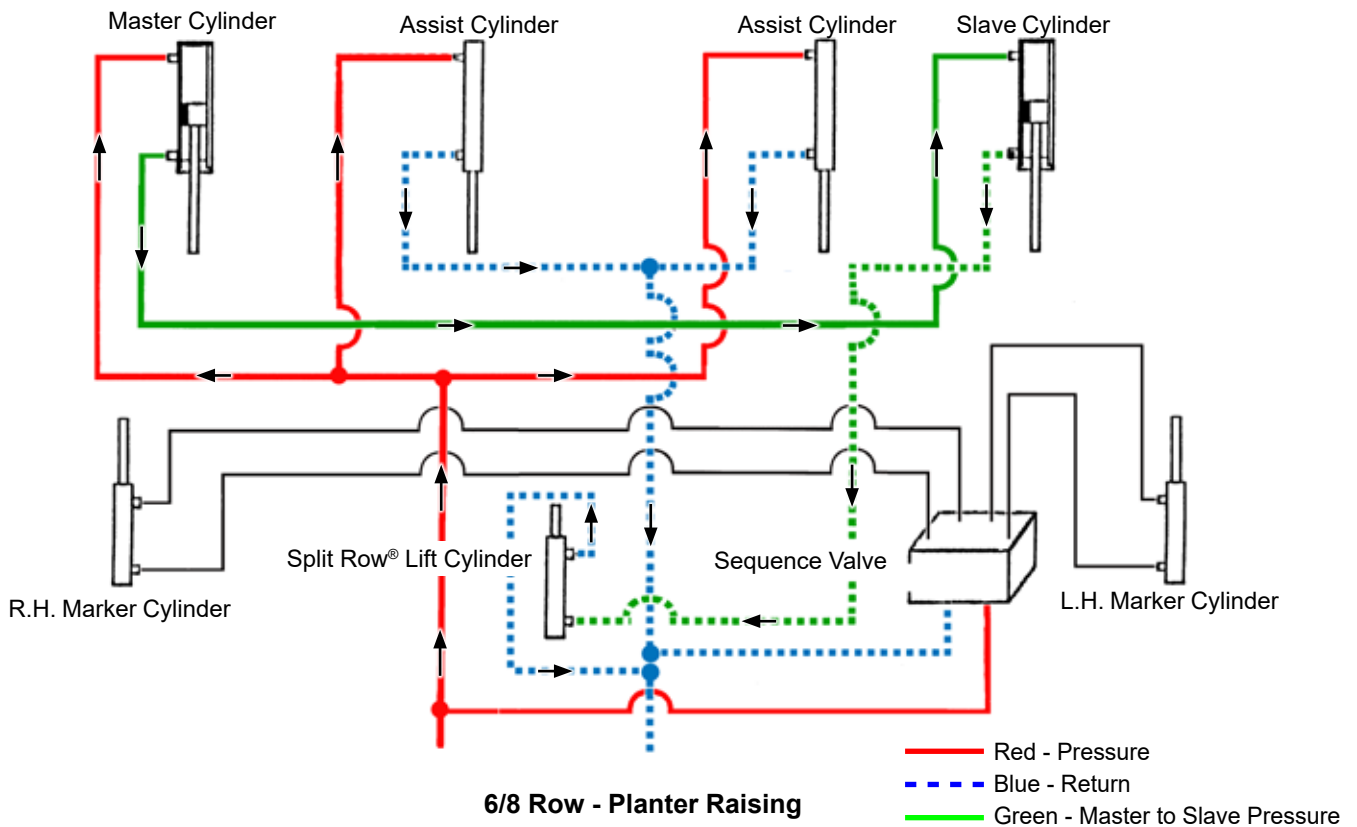 Master Cylinder
Assist Cylinder
Assist Cylinder
Slave Cylinder
Split Row® Lift Cylinder
Sequence Valve
R.H. Marker Cylinder
L.H. Marker Cylinder
Red - Pressure
Blue - Return
Green - Master to Slave Pressure
6/8 Row - Planter Raising